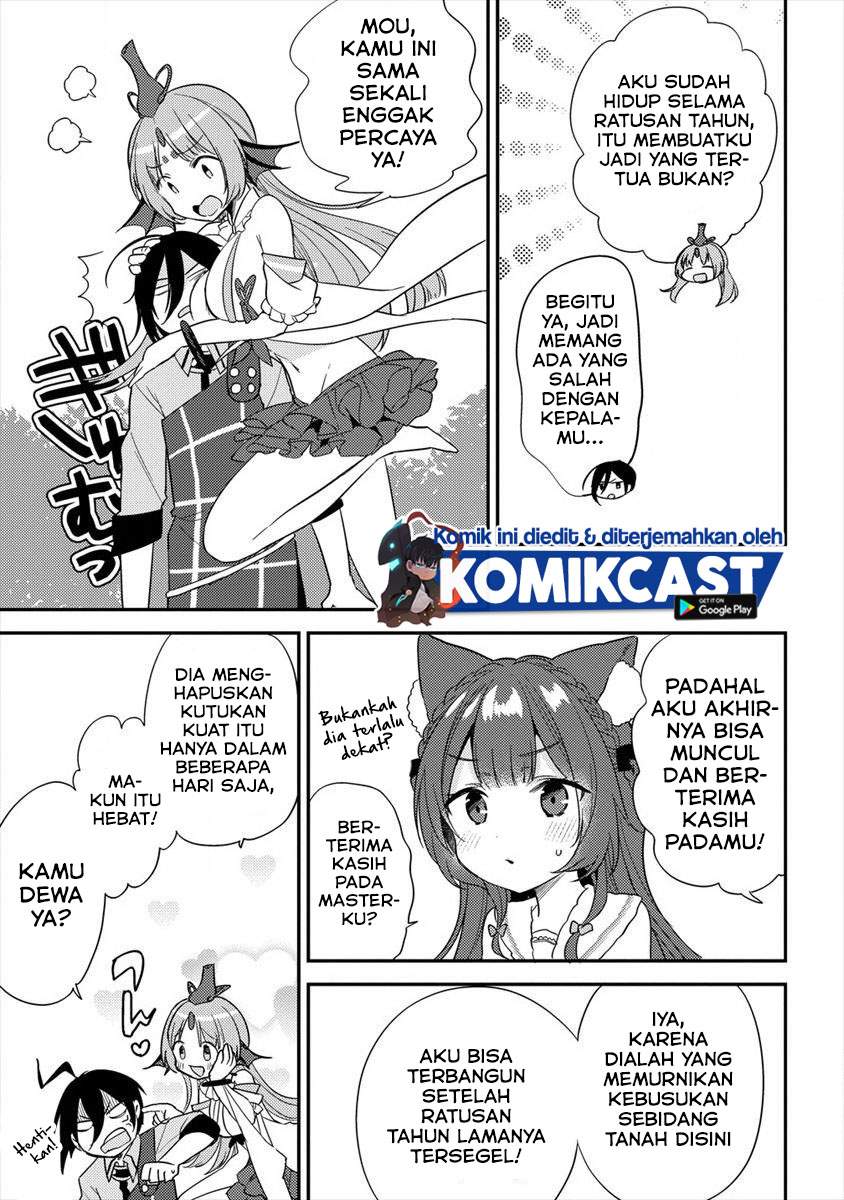 AKU SUDAH
HIDUP SELAMA
RATUSAN TAHUN,
ITU MEMBUATKU
JADI YANG TER-
TUA BUKAN?
BEGITU
YA, JADI
MEMANG
ADA YANG
SALAH
DENGAN
KEPALA-
MU...
MOU,
KAMU INI
SAMA
SEKALI
ENGGAK
PERCAYA
YA!
ぎゅむっ
Komik ini diedit & diterjemahkan oleh
KOMIKCAST
GET IT ON
Google Play
PADAHAL
AKU AKHIR-
NYA BISA
MUNCUL
DAN BER-
TERIMA
KASIH
PADAMU!
Bukankah
dia terlalu
dekat?
BER-
TERIMA
KASIH
PADA
MASTER-
KU?
IYA,
KARENA
DIALAH YANG
MEMURNIKAN
KEBUSUKAN
SEBIDANG
TANAH DISINI
AKU BISA
TERBANGUN
SETELAH
RATUSAN
TAHUN LAMANYA
TERSEGEL!
DIA MENG-
HAPUSKAN
KUTUKAN
KUAT ITU
HANYA DALAM
BEBERAPA
HARI SAJA,
MA-
KUN ITU
HEBAT!
KAMU
DEWA
YA?
Henti-
kan!